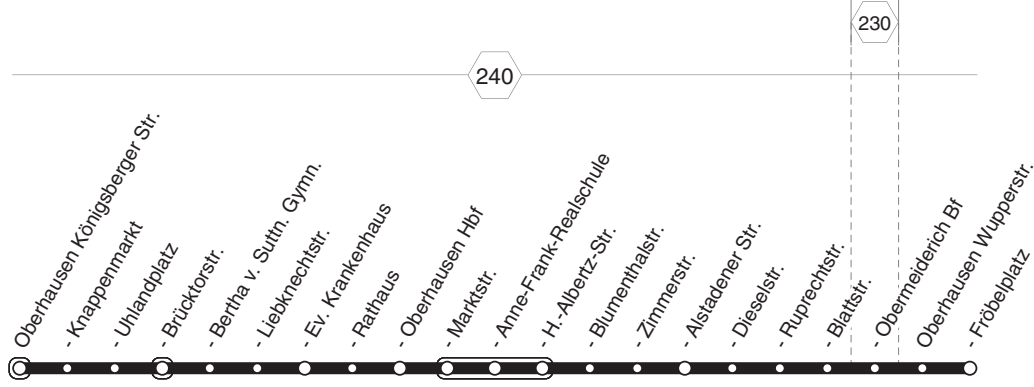 230
240
Oberhausen Königsberger Str.
- Knappenmarkt
- Uhlandplatz
- Brücktorstr.
- Bertha v. Suttn. Gymn.
- Liebknechtstr.
- Ev. Krankenhaus
- Rathaus
- Oberhausen Hbf
- Marktstr.
- Anne-Frank-Realschule
- H.-Albertz-Str.
- Blumenthalstr.
- Zimmerstr.
- Alstadener Str.
- Dieselstr.
- Ruprechtstr.
- Blattstr.
- Obermeiderich Bf
Oberhausen Wupperstr.
- Fröbelplatz